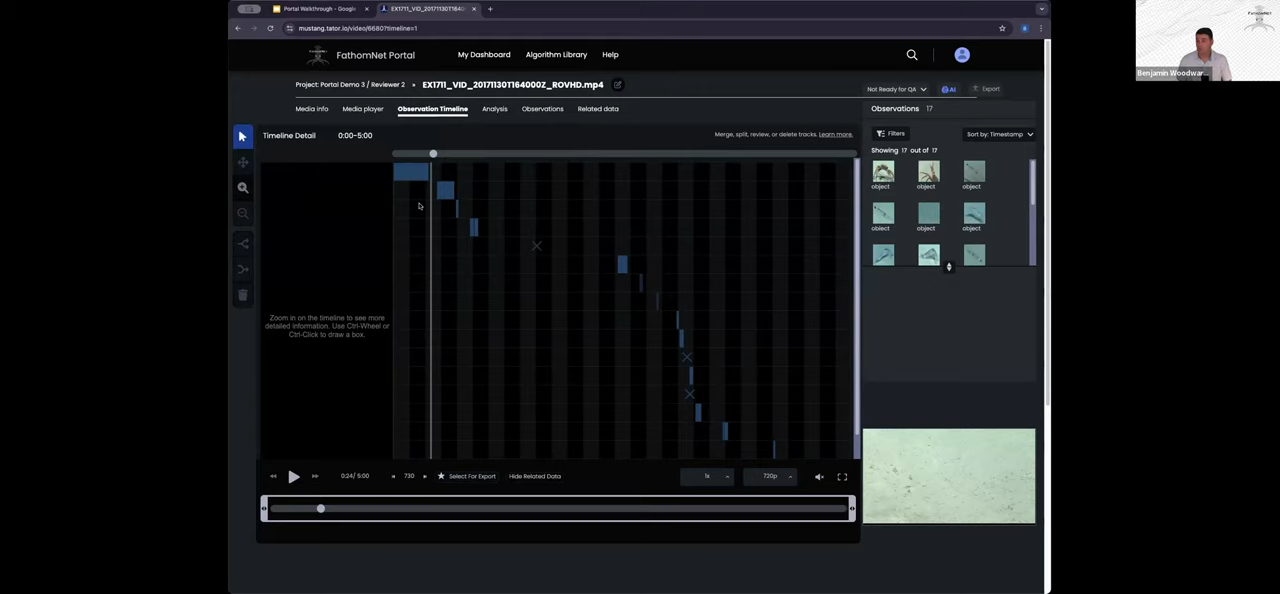 Portal Walkthrough - Google
EX1711_VID_20171130T1640
mustang.tator.io/video/6680?timeline=1
FathomNet Portal
My Dashboard
Algorithm Library
Help
FathomNet
Project: Portal Demo 3 / Reviewer 2
EX1711_VID_20171130T164000Z_ROVHD.mp4
Not Ready for QA
AI
Export
Benjamin Woodwar...
Media info
Media player
Observation Timeline
Analysis
Observations
Related data
Observations 17
Timeline Detail
0:00-5:00
Merge, split, review, or delete tracks. Learn more.
Filters
Sort by: Timestamp
Showing 17 out of 17
object
object
object
object
object
object
Zoom in on the timeline to see more
detailed information. Use Ctrl-Wheel or
Ctrl-Click to draw a box.
0:24 / 5:00
730
Select For Export
Hide Related Data
1x
720p